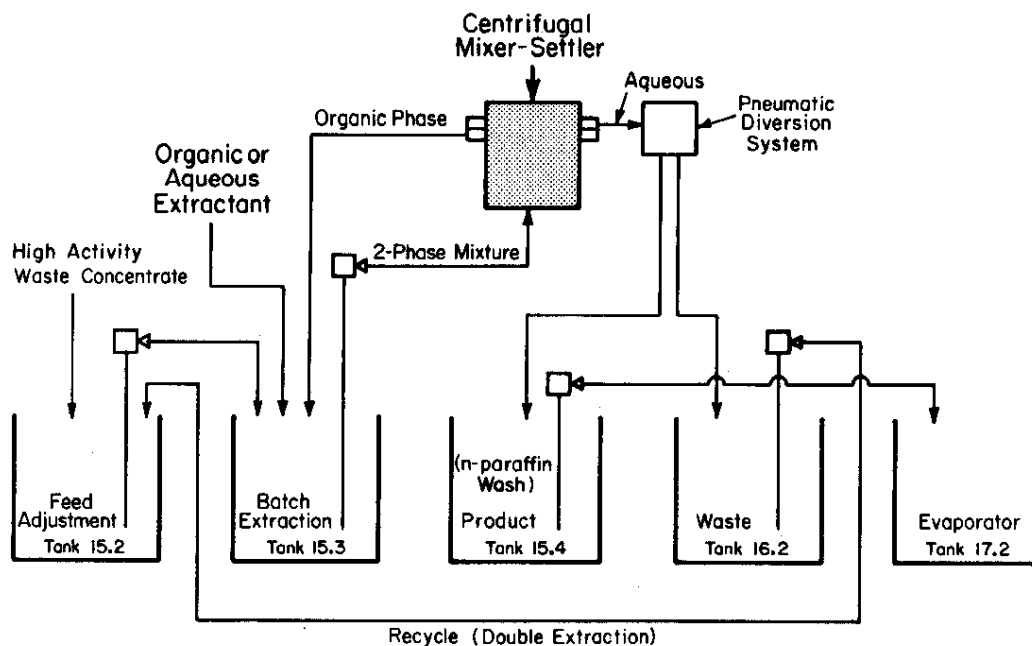 Centrifugal
Mixer-Settler
Aqueous
Organic Phase
Pneumatic
Diversion
System
Organic or
Aqueous
Extractant
2-Phase Mixture
High Activity
Waste Concentrate
(n-paraffin
Wash)
Feed
Adjustment
Tank 15.2
Batch
Extraction
Tank 15.3
Product
Tank 15.4
Waste
Tank 16.2
Evaporator
Tank 17.2
Recycle (Double Extraction)